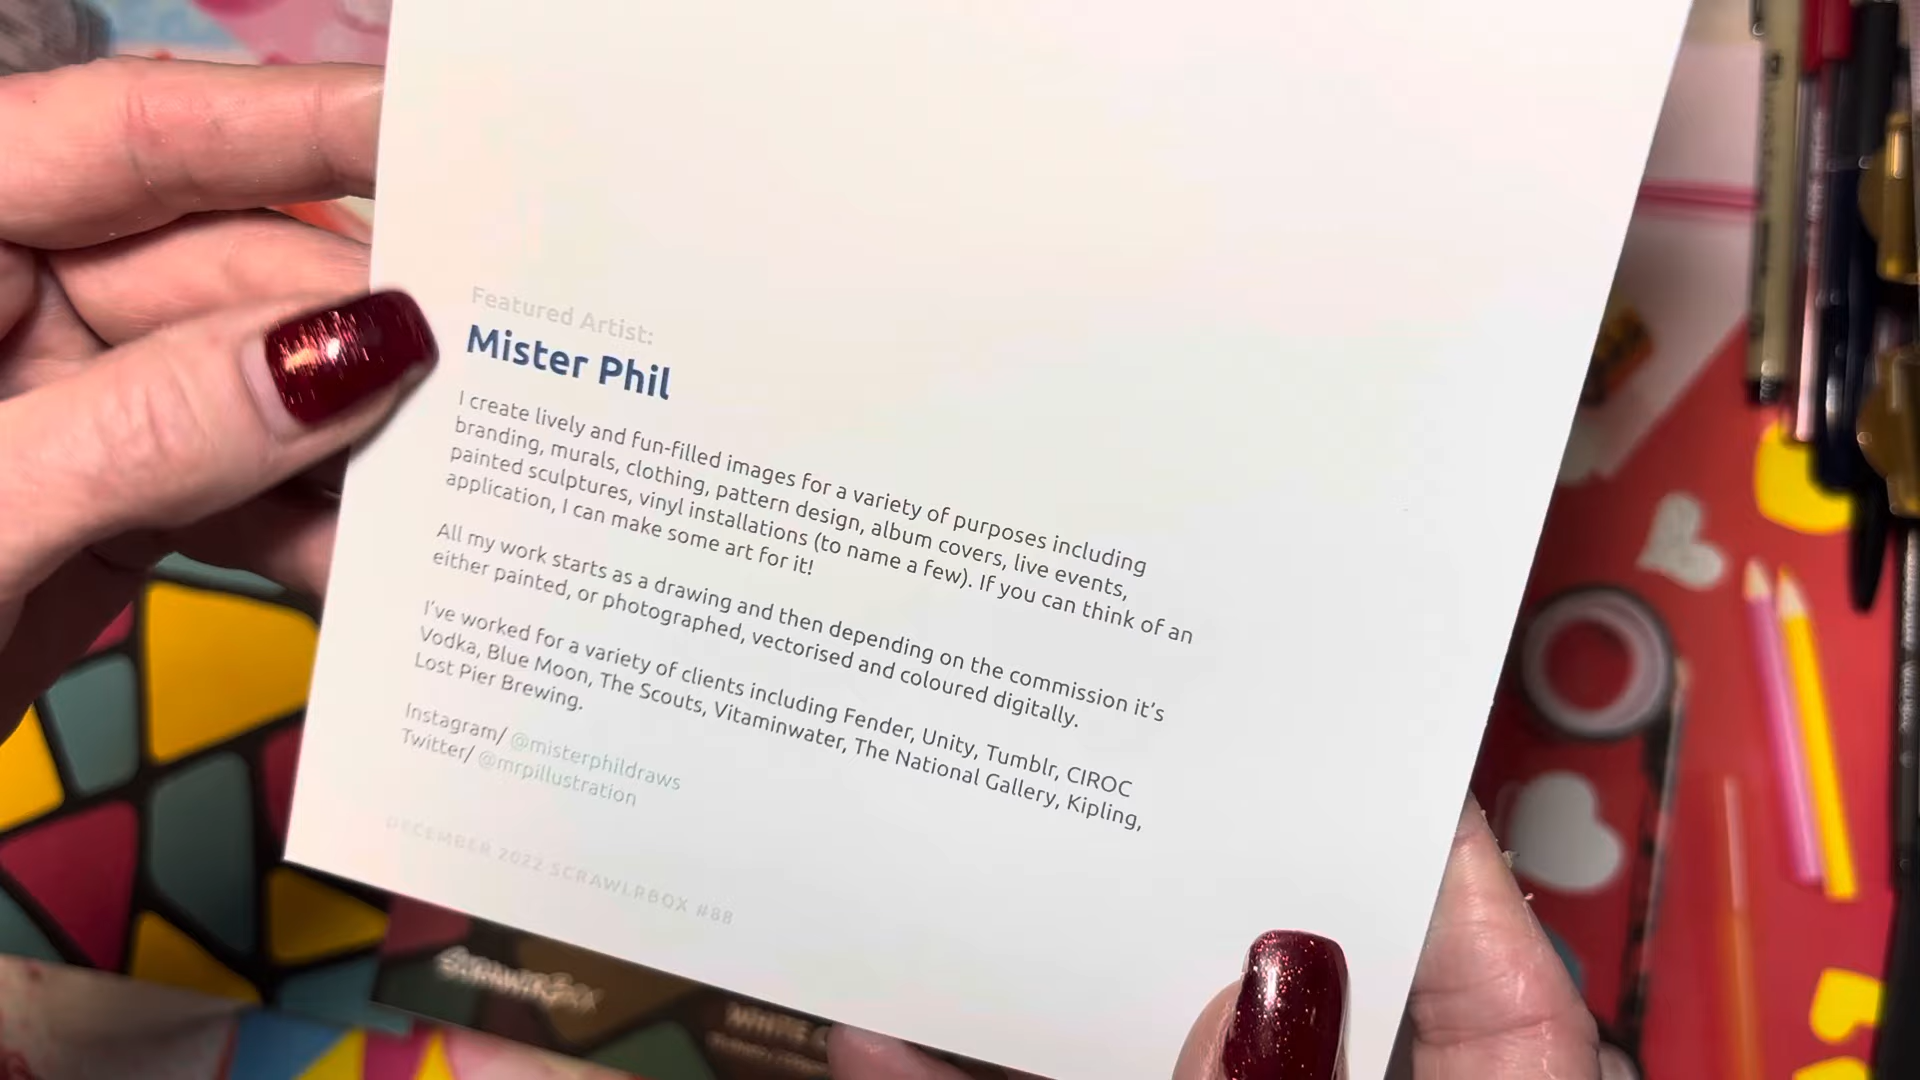 Featured Artist:
Mister Phil
I create lively and fun-filled images for a variety of purposes including
branding, murals, clothing, pattern design, album covers, live events,
painted sculptures, vinyl installations (to name a few). If you can think of an
application, I can make some art for it!
All my work starts as a drawing and then depending on the commission it's
either painted, or photographed, vectorised and coloured digitally.
I've worked for a variety of clients including Fender, Unity, Tumblr, CIROC
Vodka, Blue Moon, The Scouts, Vitaminwater, The National Gallery, Kipling,
Lost Pier Brewing.
Instagram/ @misterphildraws
Twitter/ @mrpillustration
DECEMBER 2022 SCRAWLRBOX #88
WHITE